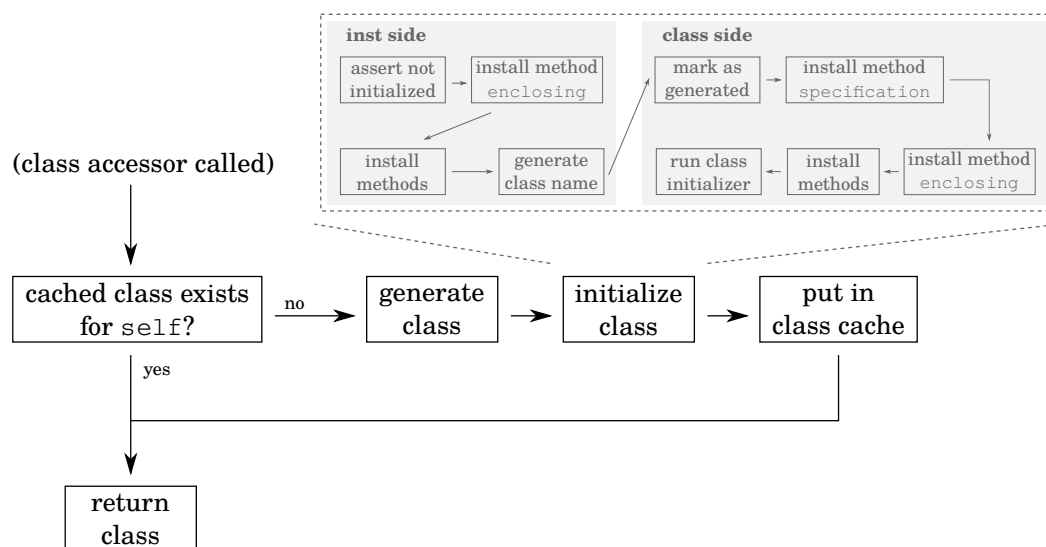 inst side
assert not
initialized
install method
enclosing
install
methods
generate
class name
class side
mark as
generated
install method
specification
run class
initializer
install
methods
install method
enclosing
(class accessor called)
cached class exists
for self?
no
generate
class
initialize
class
put in
class cache
yes
return
class